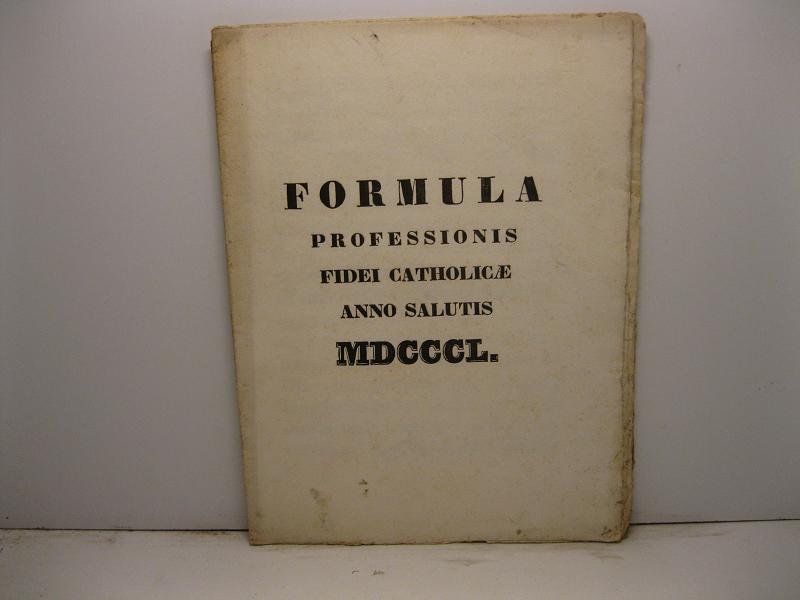 FORMULA
PROFESSIONIS
FIDEI CATHOLICÆ
ANNO SALUTIS
MDCCCL.